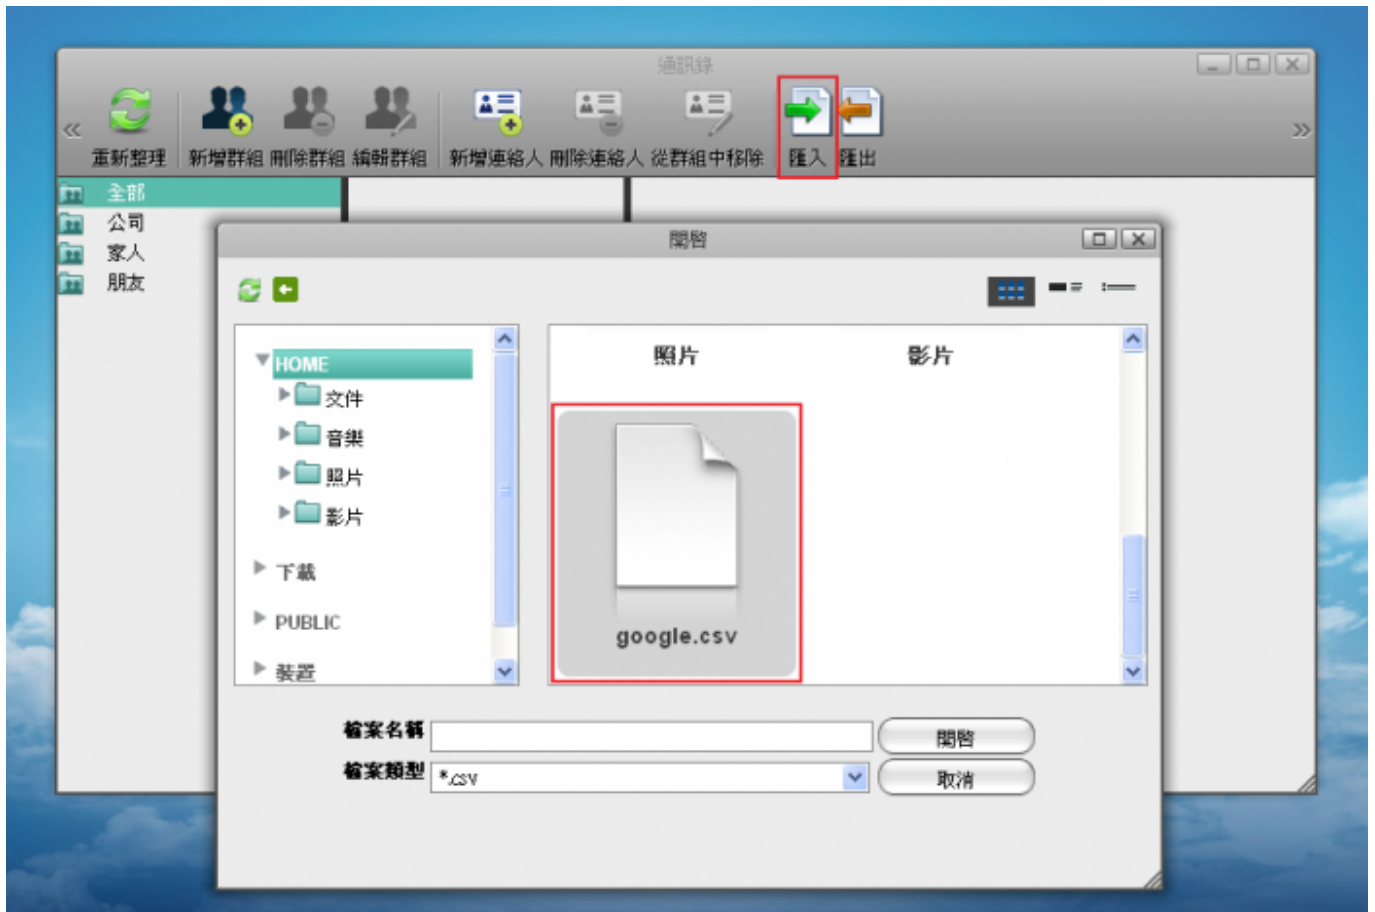 通訊錄
重新整理 新增群組 刪除群組 編輯群組 新增連絡人 刪除連絡人 從群組中移除 匯入 匯出
全部
公司
家人
朋友
開啓
HOME
文件
音樂
照片
影片
下載
PUBLIC
裝置
照片 影片
google.csv
檔案名稱
開啓
檔案類型 *.csv
取消